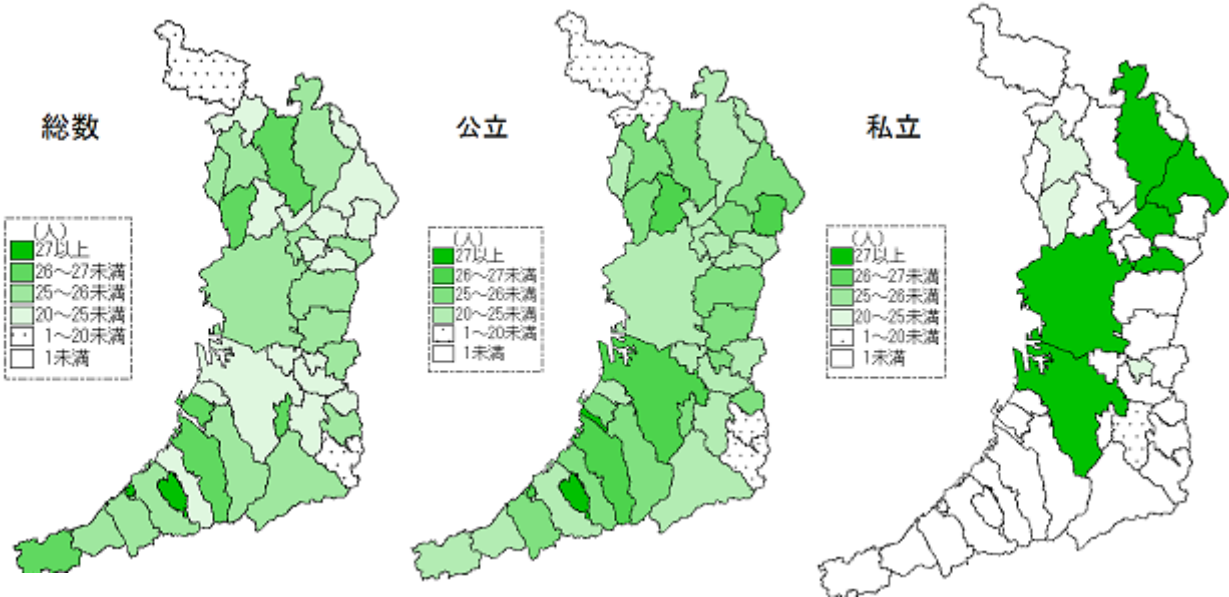 総数
(人)
27以上
26～27未満
25～26未満
20～25未満
1～20未満
1未満
公立
(人)
27以上
26～27未満
25～26未満
20～25未満
1～20未満
1未満
私立
(人)
27以上
26～27未満
25～26未満
20～25未満
1～20未満
1未満